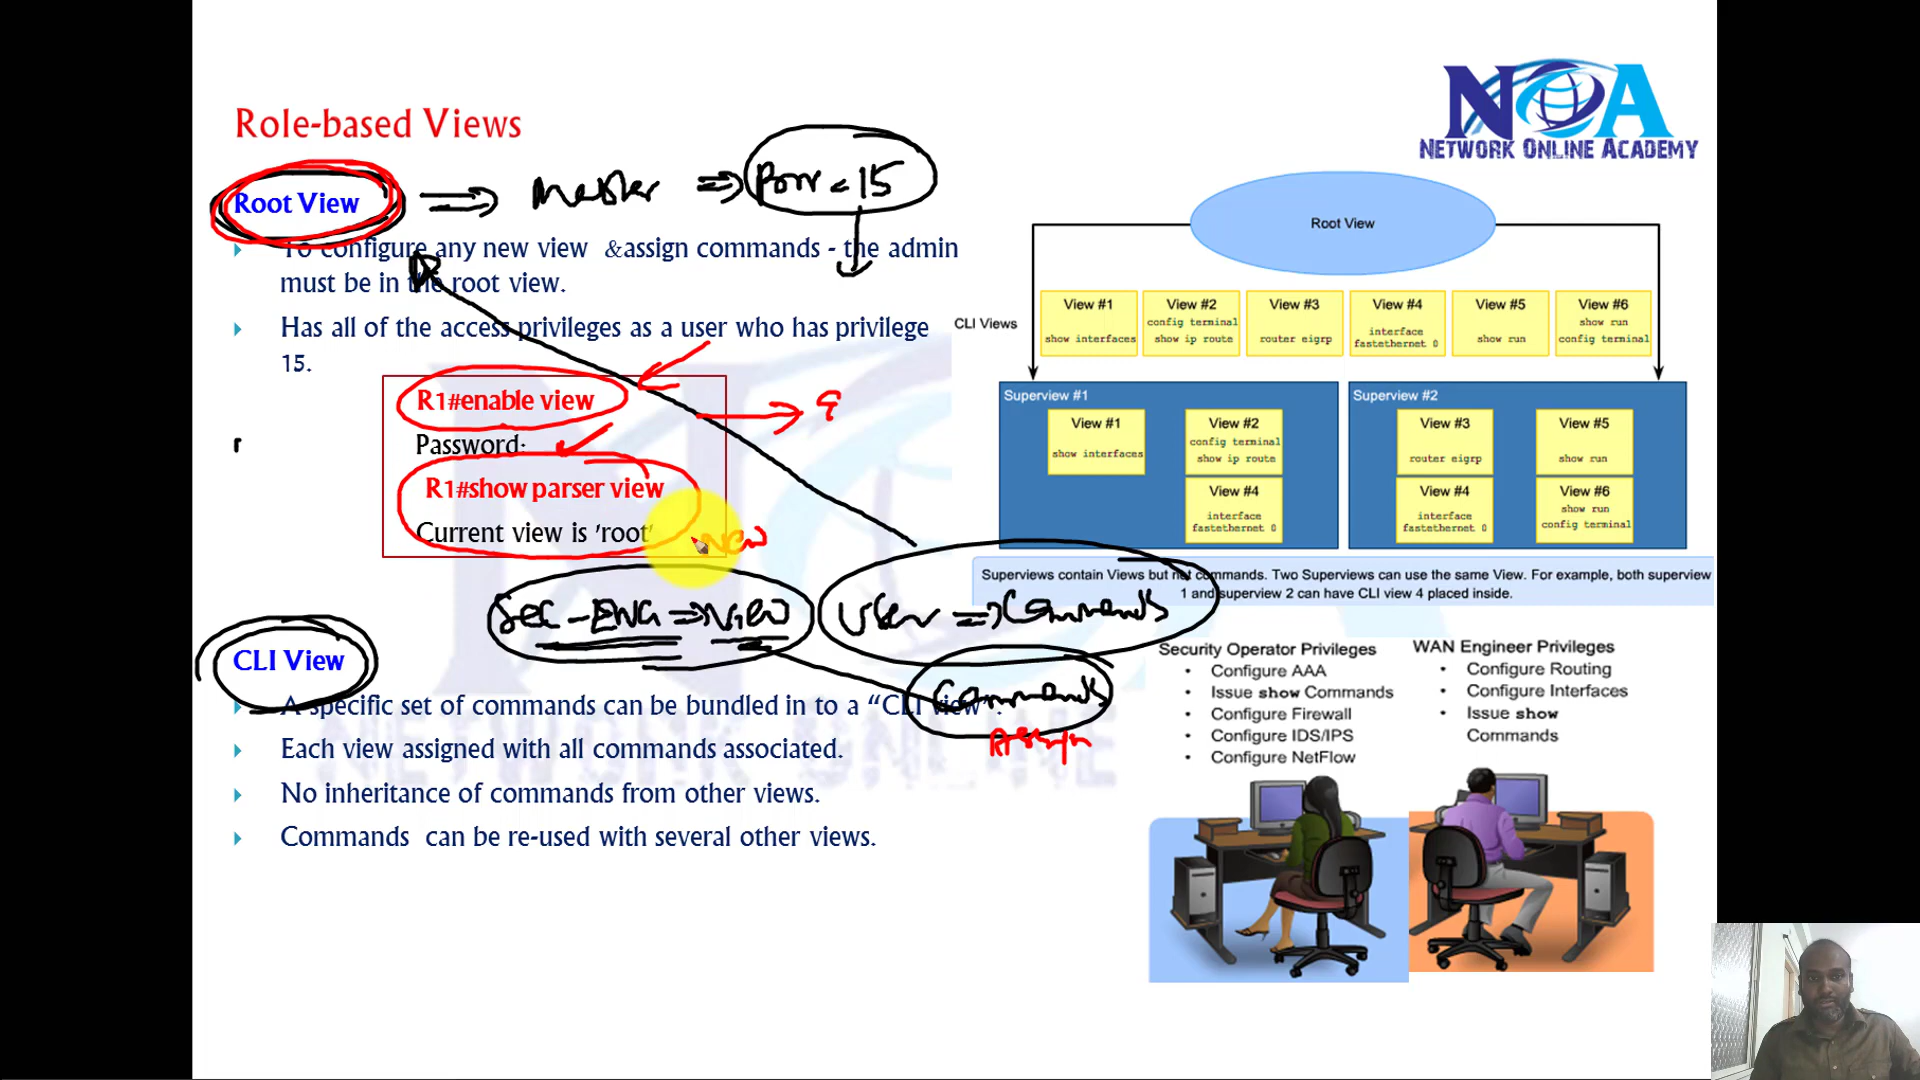 NOA
NETWORK ONLINE ACADEMY
Role-based Views
Root View
Master
Priv = 15
To configure any new view &assign commands - the admin
must be in the root view.
Has all of the access privileges as a user who has privilege
15.
R1#enable view
Password:
R1#show parser view
Current view is 'root'
New
SEC-ENG => View
User => Commands
Commands
Assign
CLI View
A specific set of commands can be bundled in to a “CLI view”.
Each view assigned with all commands associated.
No inheritance of commands from other views.
Commands can be re-used with several other views.
Root View
CLI Views
View #1
show interfaces
View #2
config terminal
show ip route
View #3
router eigrp
View #4
interface
fastethernet 0
View #5
show run
View #6
show run
config terminal
Superview #1
View #1
show interfaces
View #2
config terminal
show ip route
View #4
interface
fastethernet 0
Superview #2
View #3
router eigrp
View #5
show run
View #4
interface
fastethernet 0
View #6
show run
config terminal
Superviews contain Views but not commands. Two Superviews can use the same View. For example, both superview
1 and superview 2 can have CLI view 4 placed inside.
Security Operator Privileges
Configure AAA
Issue show Commands
Configure Firewall
Configure IDS/IPS
Configure NetFlow
WAN Engineer Privileges
Configure Routing
Configure Interfaces
Issue show
Commands
NETWORK ONLINE